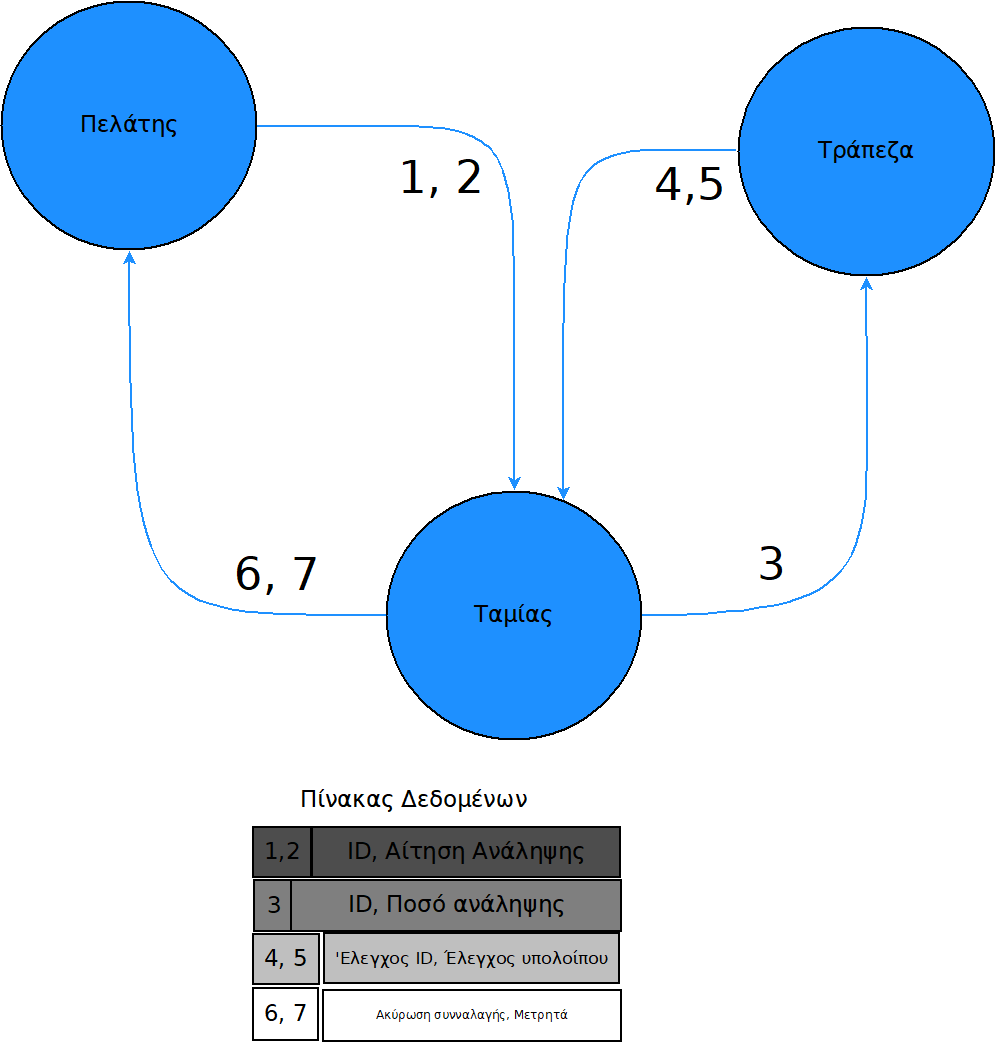 Πελάτης
Τράπεζα
1, 2
4,5
6, 7
3
Ταμίας
Πίνακας Δεδομένων
1,2 ID, Αίτηση Ανάληψης
3 ID, Ποσό ανάληψης
4, 5 'Ελεγχος ID, Έλεγχος υπολοίπου
6, 7 Ακύρωση συνναλαγής, Μετρητά